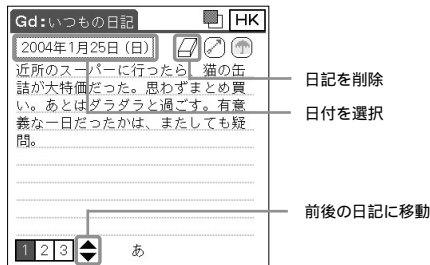 Gd:いつもの日記
HK
2004年1月25日（日）
近所のスーパーに行ったら、猫の缶
詰が大特価だった。思わずまとめ買
い。あとはダラダラと過ごす。有意
義な一日だったかは、またしても疑
問。
1 2 3
あ
日記を削除
日付を選択
前後の日記に移動